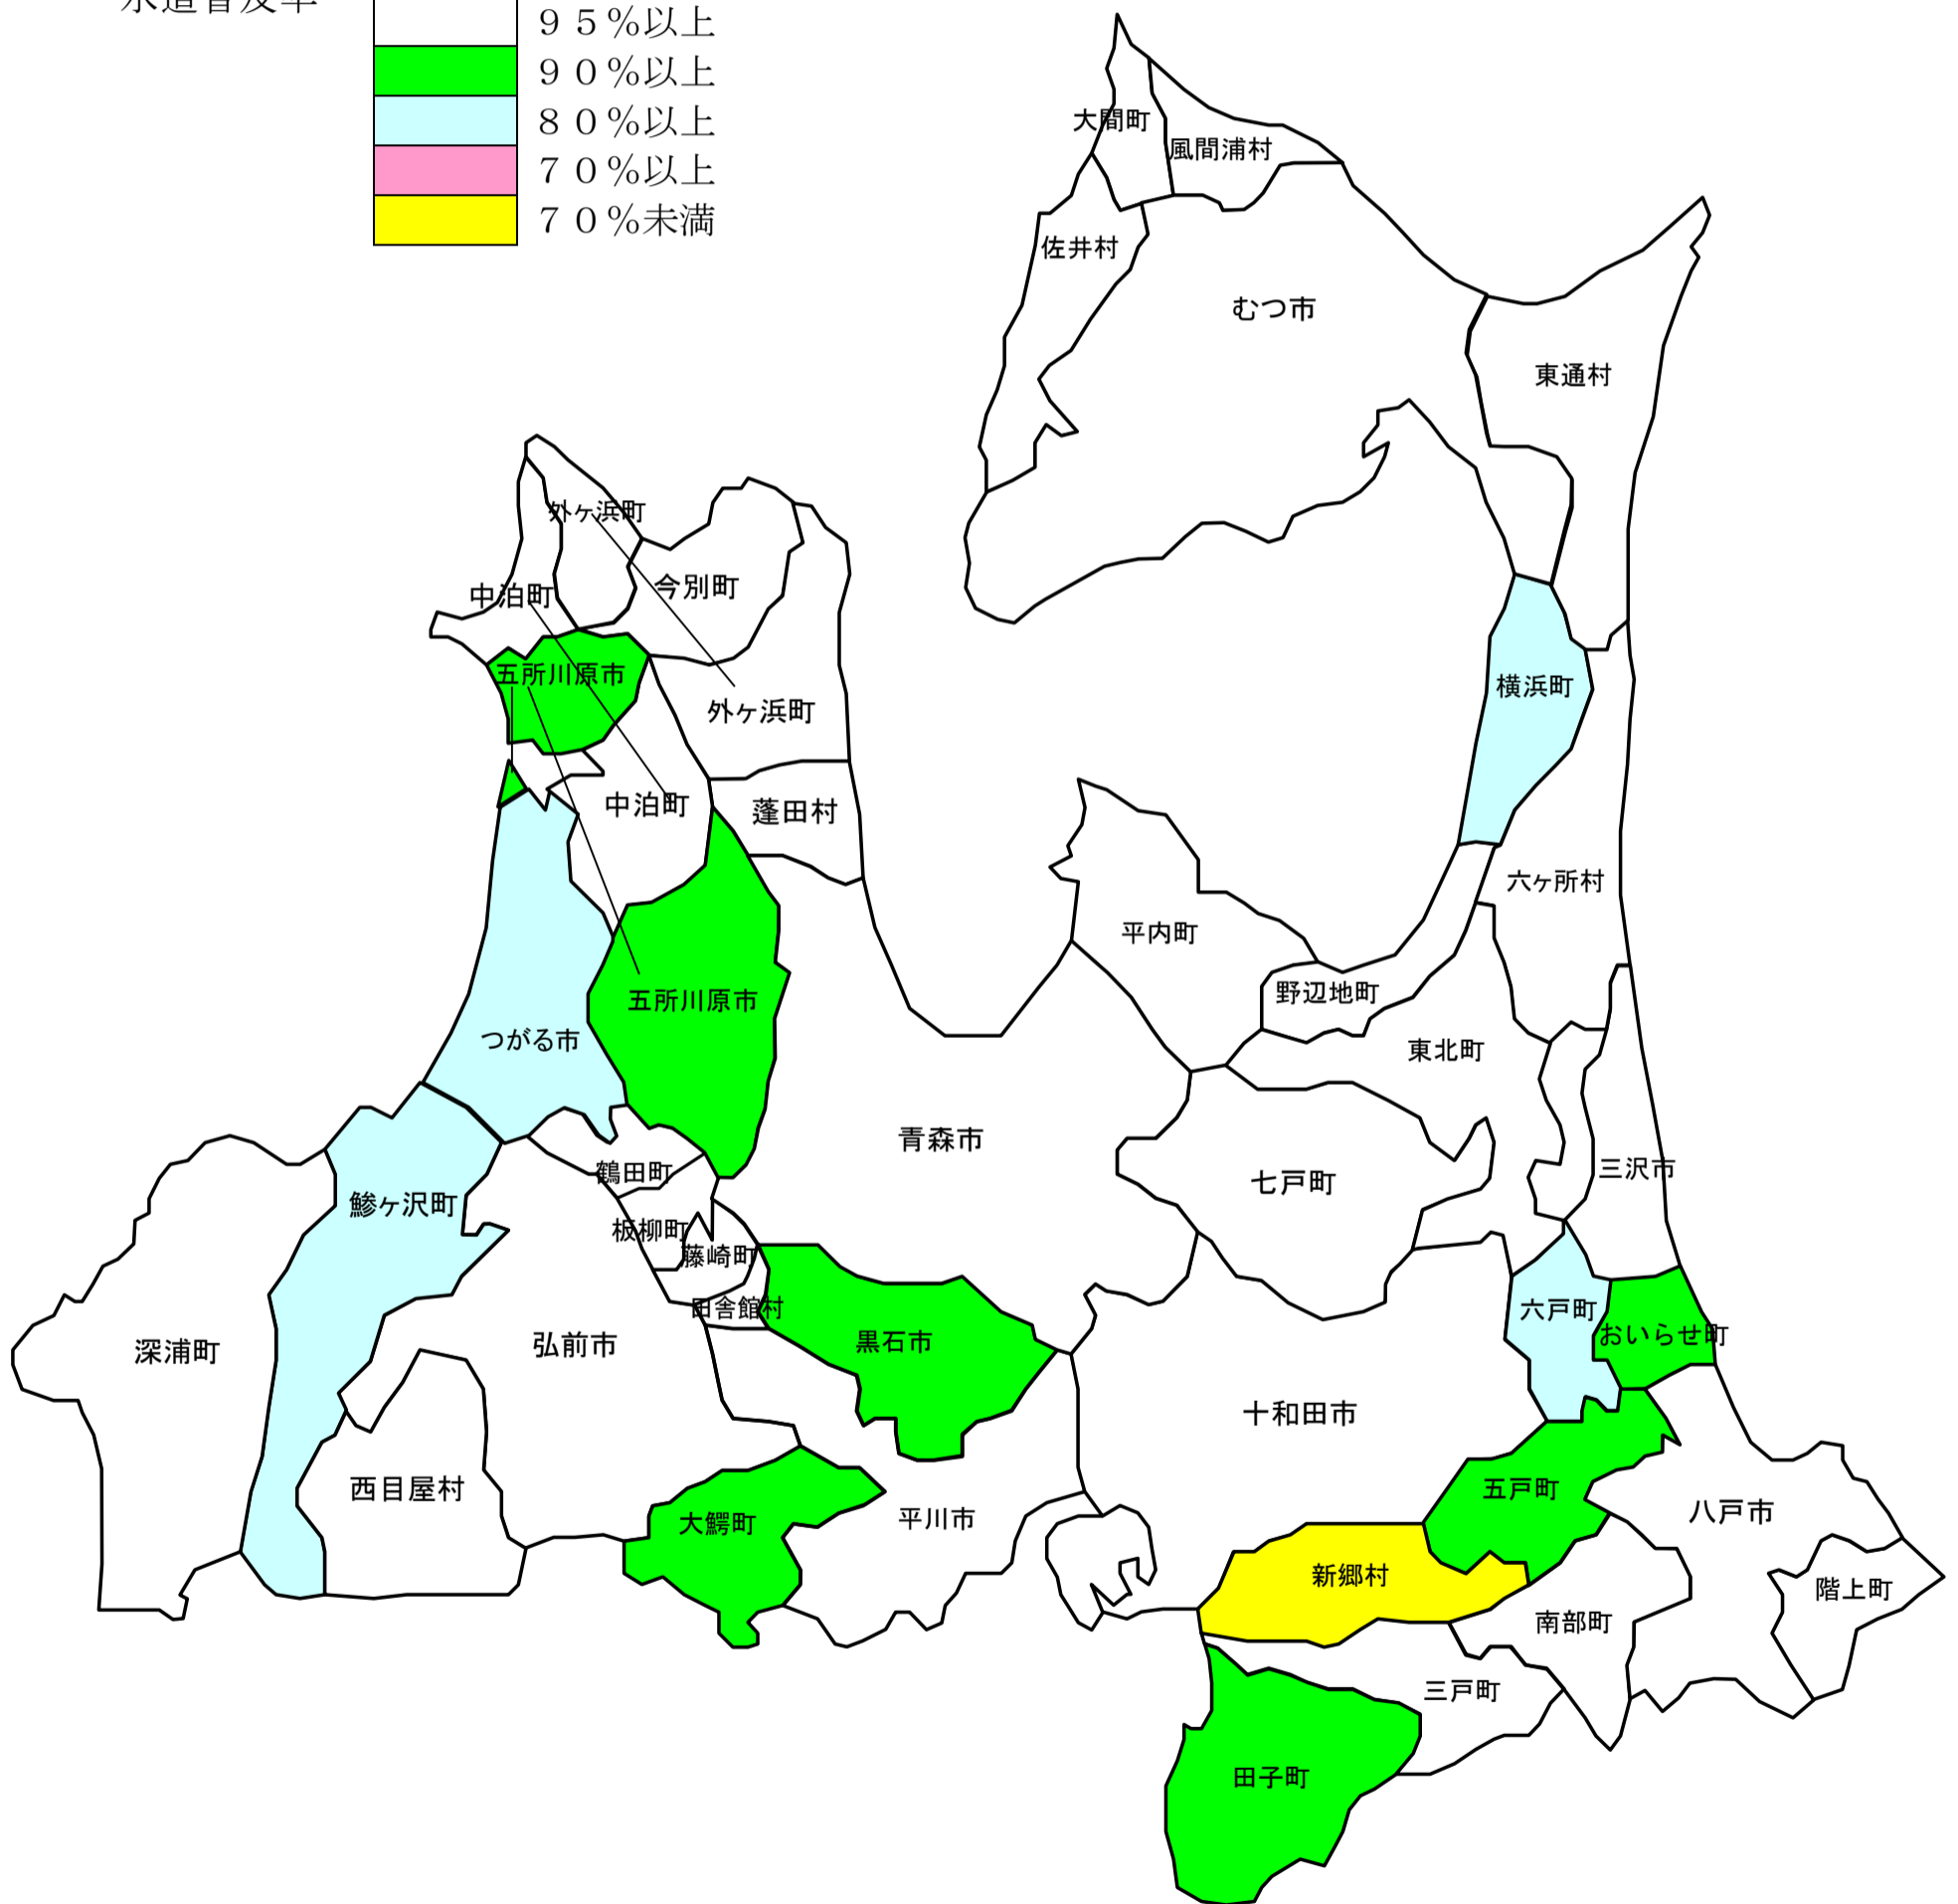 水道普及率
９５％以上
９０％以上
８０％以上
７０％以上
７０％未満
大間町
風間浦村
佐井村
むつ市
東通村
外ヶ浜町
今別町
中泊町
五所川原市
横浜町
外ヶ浜町
中泊町
蓬田村
六ヶ所村
平内町
野辺地町
五所川原市
つがる市
東北町
青森市
三沢市
鶴田町
七戸町
鰺ヶ沢町
板柳町
藤崎町
田舎館村
六戸町
おいらせ町
黒石市
弘前市
深浦町
十和田市
西目屋村
五戸町
八戸市
大鰐町
平川市
新郷村
階上町
南部町
三戸町
田子町